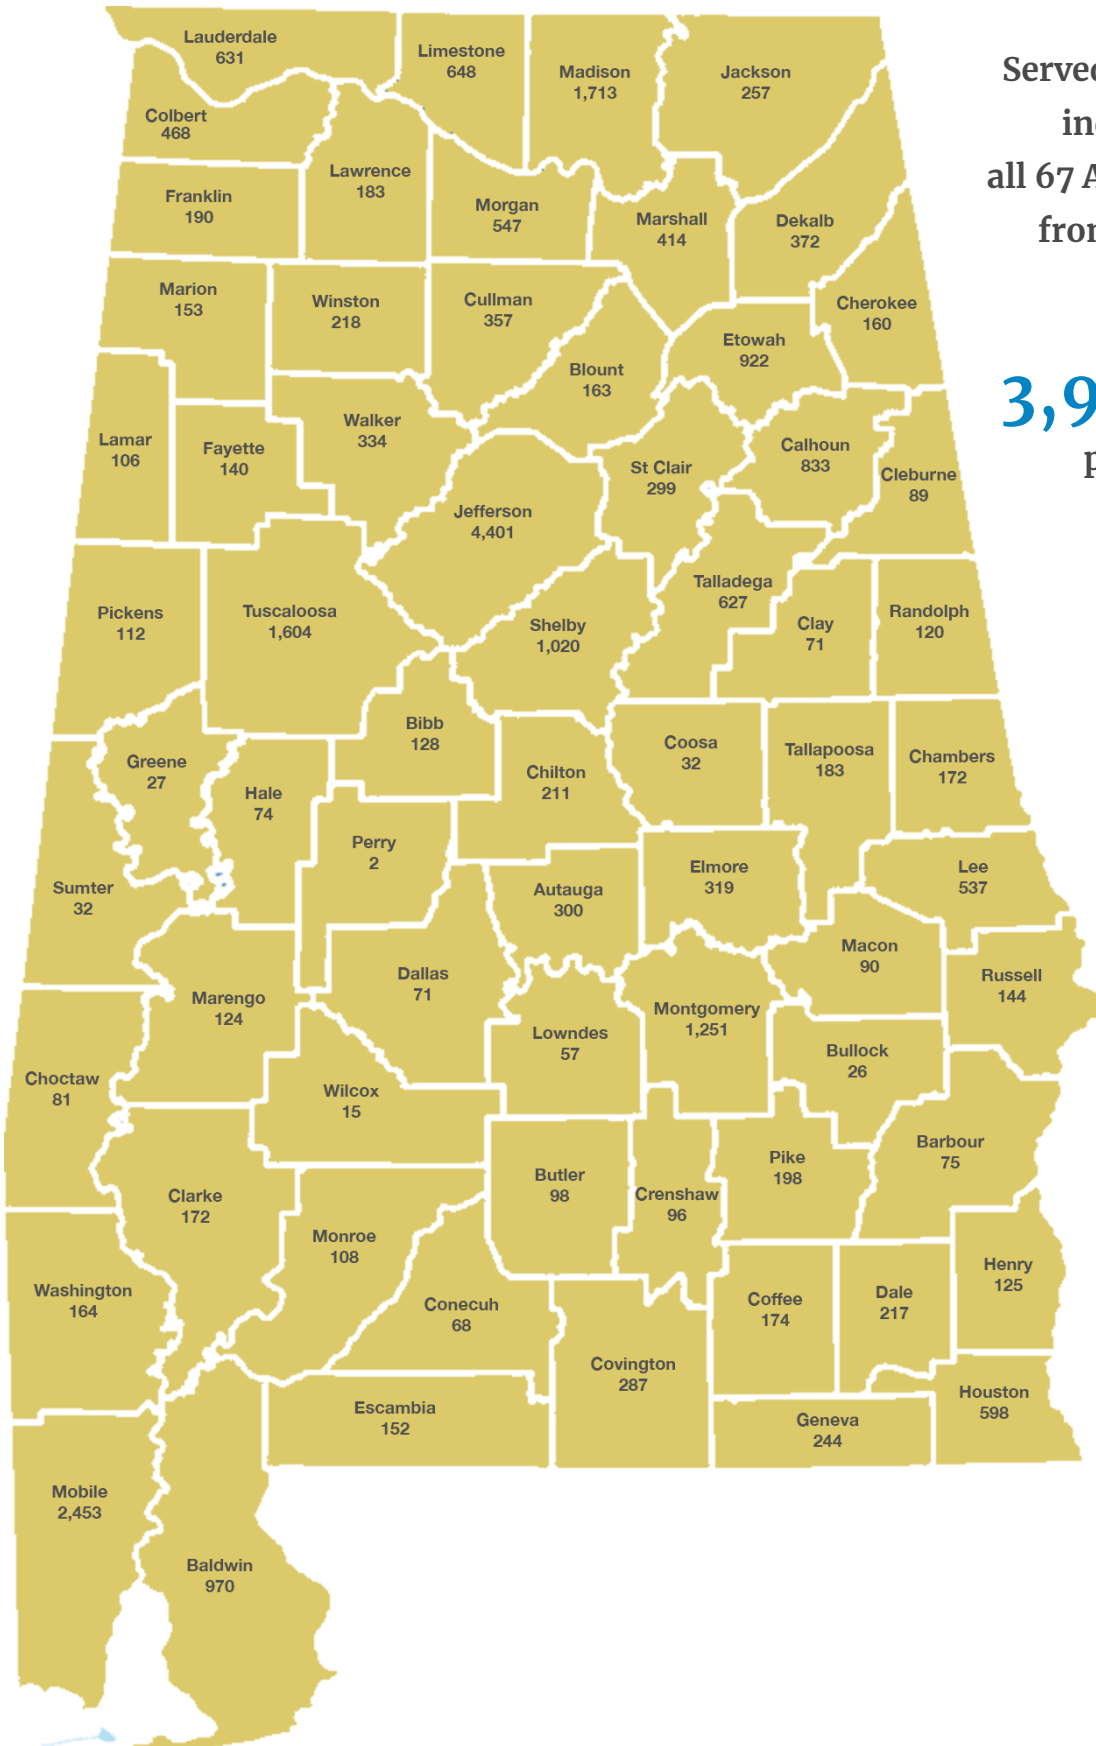 Lauderdale
631
Limestone
648
Madison
1,713
Jackson
257
Colbert
468
Lawrence
183
Franklin
190
Morgan
547
Marshall
414
Dekalb
372
Marion
153
Winston
218
Cullman
357
Cherokee
160
Etowah
922
Blount
163
Lamar
106
Fayette
140
Walker
334
St Clair
299
Calhoun
833
Cleburne
89
Jefferson
4,401
Talladega
627
Pickens
112
Tuscaloosa
1,604
Shelby
1,020
Clay
71
Randolph
120
Bibb
128
Greene
27
Hale
74
Chilton
211
Coosa
32
Tallapoosa
183
Chambers
172
Perry
2
Sumter
32
Autauga
300
Elmore
319
Lee
537
Macon
90
Russell
144
Marengo
124
Dallas
71
Lowndes
57
Montgomery
1,251
Bullock
26
Choctaw
81
Wilcox
15
Barbour
75
Clarke
172
Butler
98
Crenshaw
96
Pike
198
Monroe
108
Washington
164
Conecuh
68
Coffee
174
Dale
217
Henry
125
Covington
287
Escambia
152
Geneva
244
Houston
598
Mobile
2,453
Baldwin
970
all 67
3,9